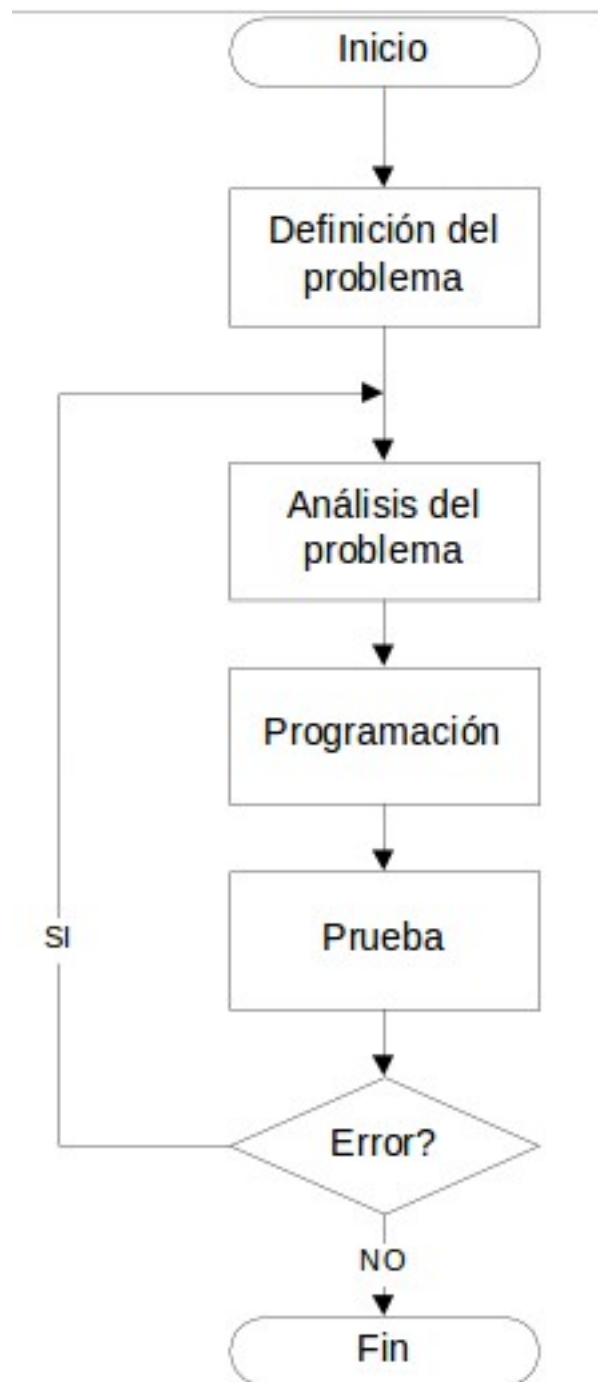 Inicio
Definición del
problema
Análisis del
problema
Programación
Prueba
SI
Error?
NO
Fin